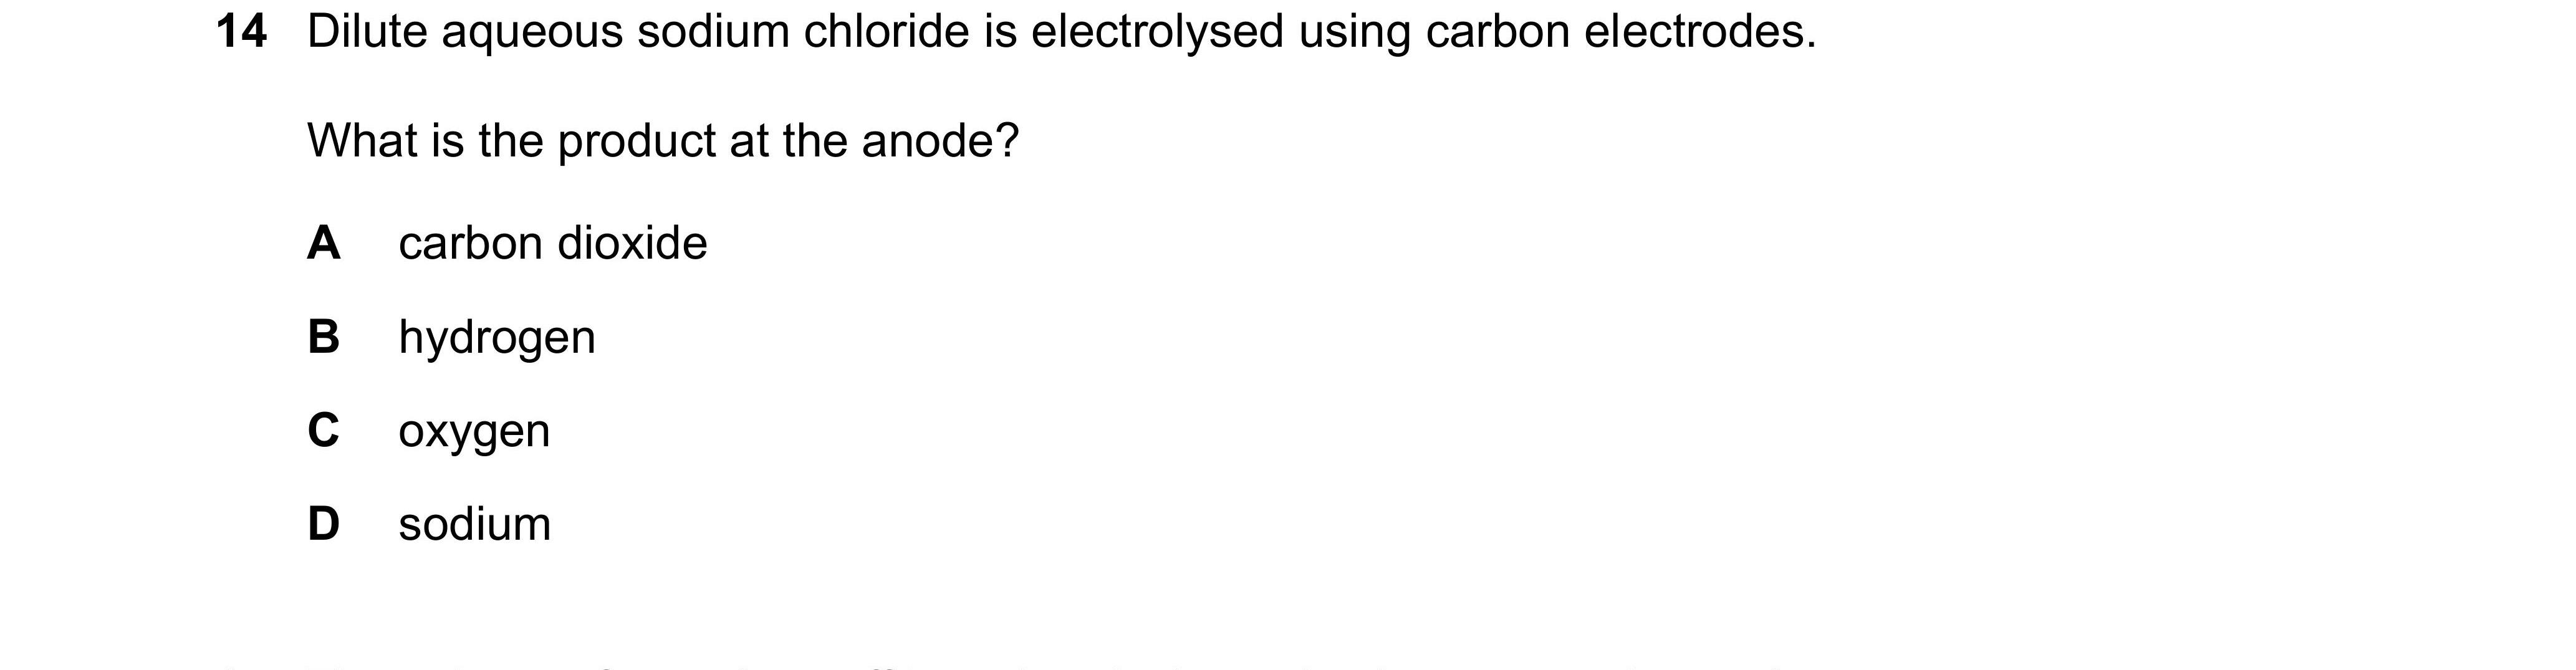 14 Dilute aqueous sodium chloride is electrolysed using carbon electrodes.
What is the product at the anode?
A carbon dioxide
B hydrogen
C oxygen
D sodium